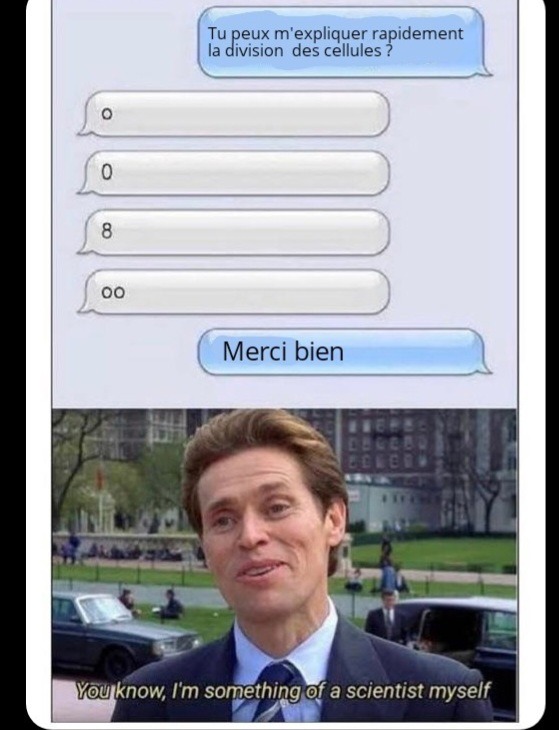 Tu peux m'expliquer rapidement
la division des cellules ?
o
0
8
oo
Merci bien
You know, I'm something of a scientist myself